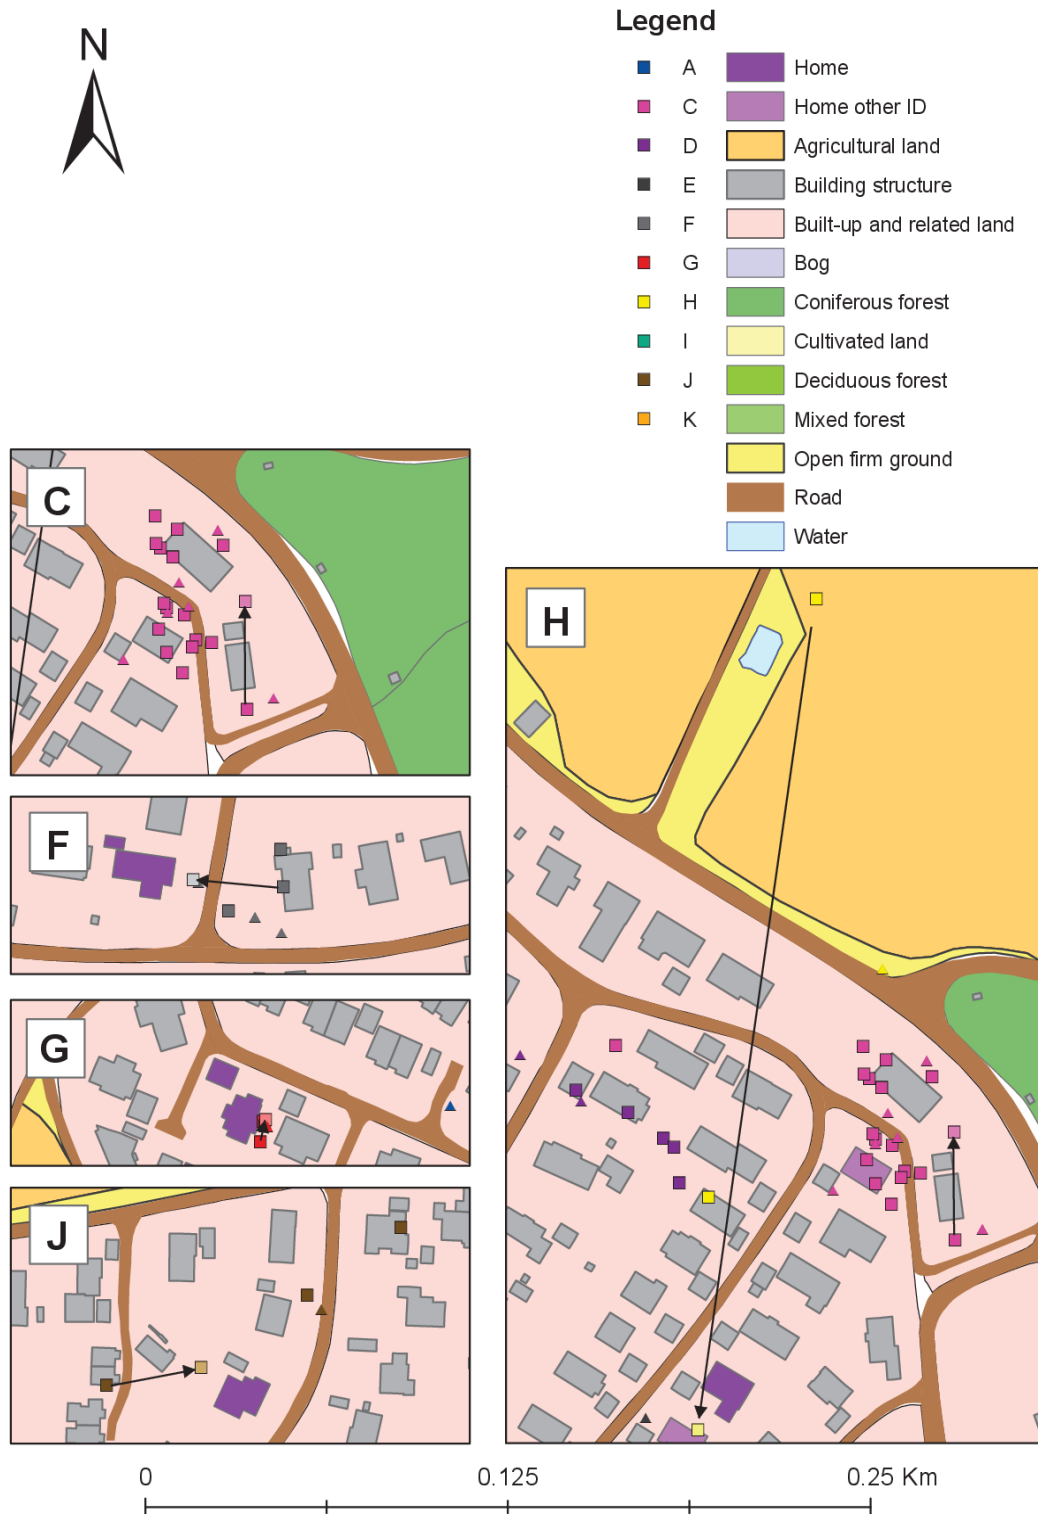 N
Legend
A Home
C Home other ID
D Agricultural land
E Building structure
F Built-up and related land
G Bog
H Coniferous forest
I Cultivated land
J Deciduous forest
K Mixed forest
Open firm ground
Road
Water
C
H
F
G
J
0 0.125 0.25 Km